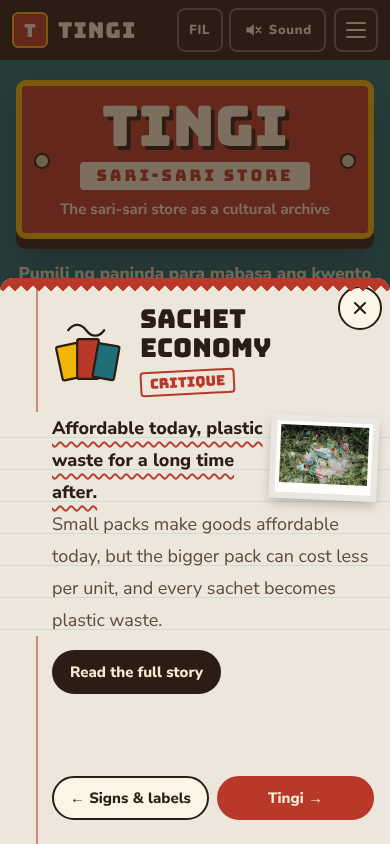 T TINGI FIL Sound
TINGI
SARI-SARI STORE
The sari-sari store as a cultural archive
Pumili ng paninda para mabasa ang kwento
SACHET
ECONOMY
CRITIQUE
Affordable today, plastic
waste for a long time
after.
Small packs make goods affordable
today, but the bigger pack can cost less
per unit, and every sachet becomes
plastic waste.
Read the full story
← Signs & labels
Tingi →